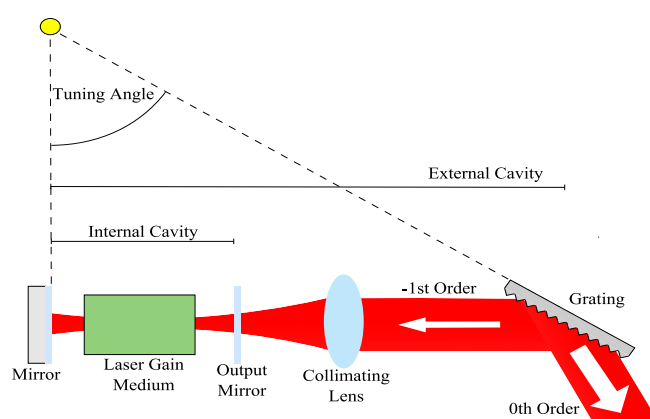 Tuning Angle
External Cavity
Internal Cavity
-1st Order
Grating
Mirror
Laser Gain
Medium
Output
Mirror
Collimating
Lens
0th Order